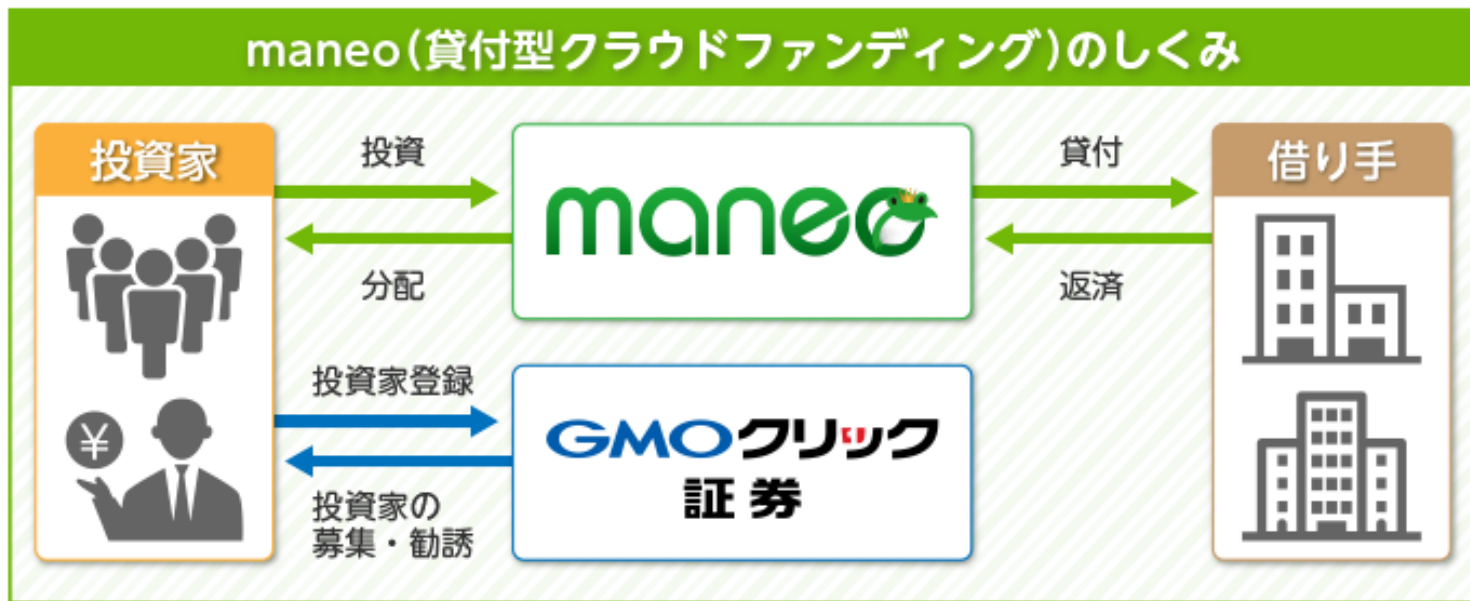 maneo(貸付型クラウドファンディング)のしくみ
投資家
投資
分配
maneo
貸付
返済
借り手
¥
投資家登録
投資家の
募集・勧誘
GMOクリック
証券